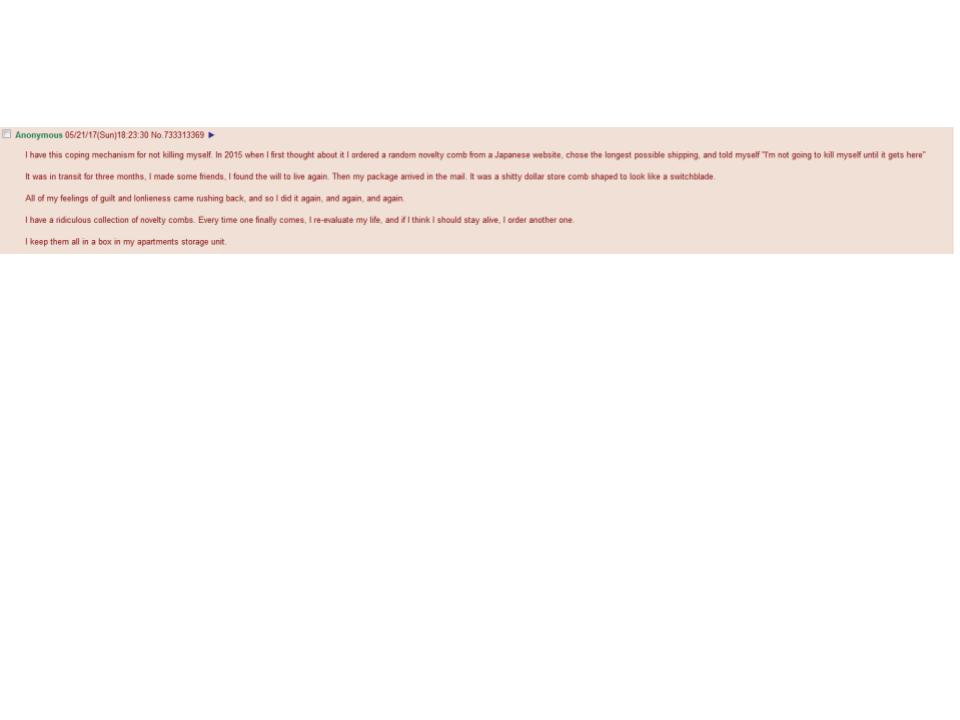 Anonymous 05/21/17(Sun)18:23:30 No.733313369 ▶
I have this coping mechanism for not killing myself. In 2015 when I first thought about it I ordered a random novelty comb from a Japanese website, chose the longest possible shipping, and told myself "I'm not going to kill myself until it gets here"
It was in transit for three months, I made some friends, I found the will to live again. Then my package arrived in the mail. It was a shitty dollar store comb shaped to look like a switchblade.
All of my feelings of guilt and lonlieness came rushing back, and so I did it again, and again, and again.
I have a ridiculous collection of novelty combs. Every time one finally comes, I re-evaluate my life, and if I think I should stay alive, I order another one.
I keep them all in a box in my apartments storage unit.